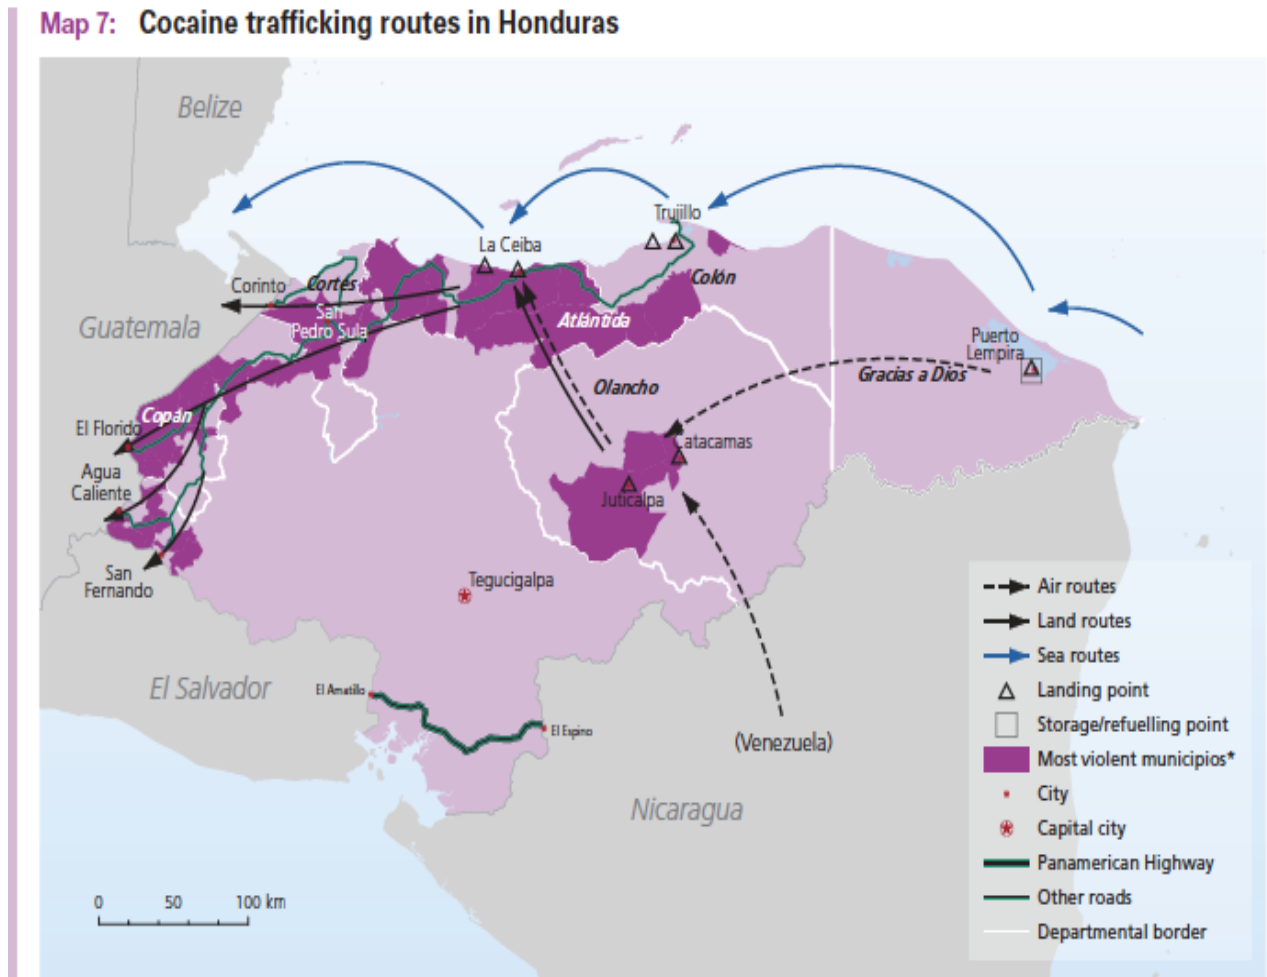 Map 7: Cocaine trafficking routes in Honduras
Belize
Trujillo
La Ceiba
Corinto
Cortés
Colón
San
Pedro Sula
Guatemala
Atlántida
Puerto
Lempira
Olancho
Gracias a Dios
Copán
El Florido
atacamas
Agua
Caliente
Juticalpa
San
Fernando
Tegucigalpa
El Salvador
El Amatillo
El Espino
(Venezuela)
Nicaragua
Air routes
Land routes
Sea routes
Landing point
Storage/refuelling point
Most violent municipios*
City
Capital city
Panamerican Highway
Other roads
Departmental border
0 50 100 km